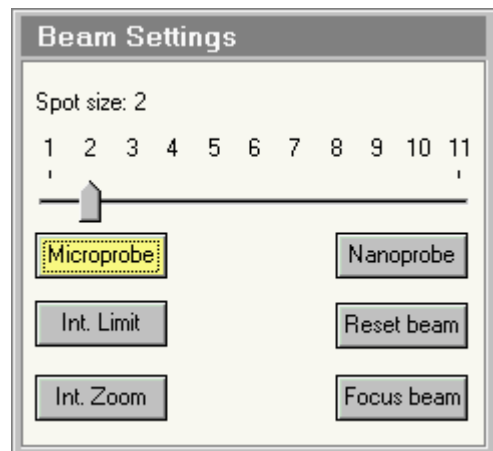 Beam Settings
Spot size: 2
1 2 3 4 5 6 7 8 9 10 11
Microprobe Nanoprobe
Int. Limit Reset beam
Int. Zoom Focus beam